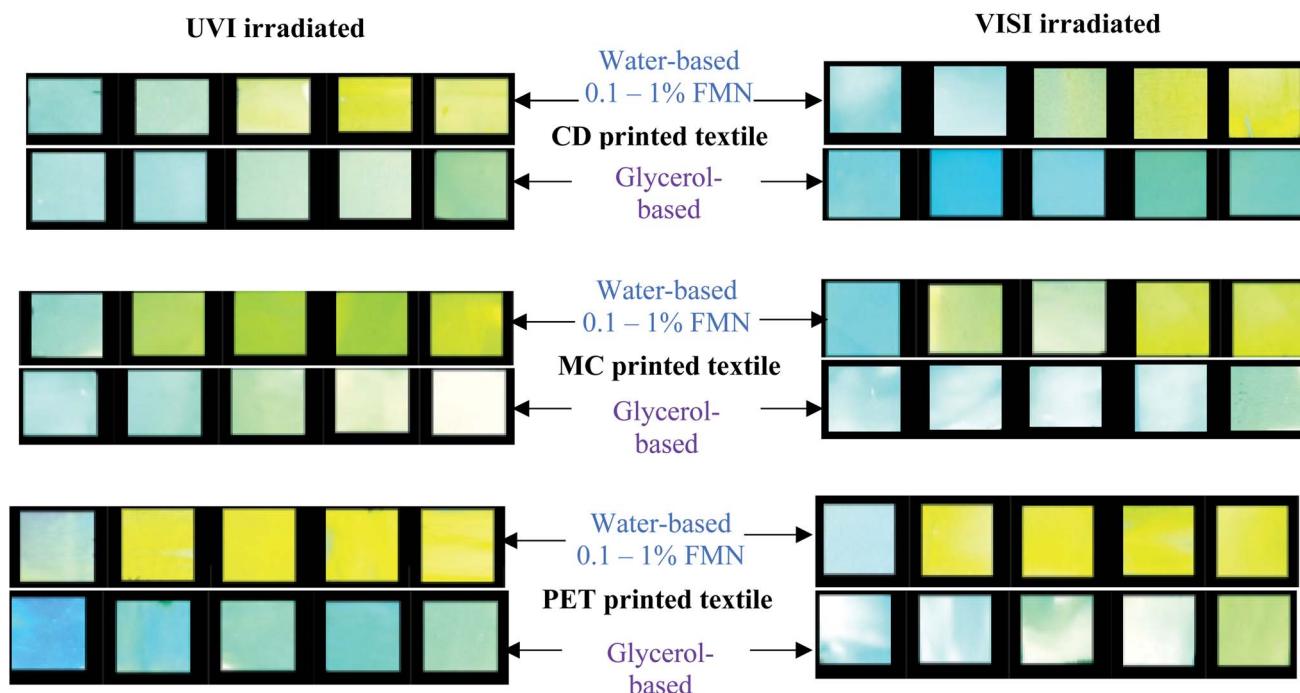 UVI irradiated
VISI irradiated
Water-based
0.1 – 1% FMN
CD printed textile
Glycerol-
based
Water-based
0.1 – 1% FMN
MC printed textile
Glycerol-
based
Water-based
0.1 – 1% FMN
PET printed textile
Glycerol-
based